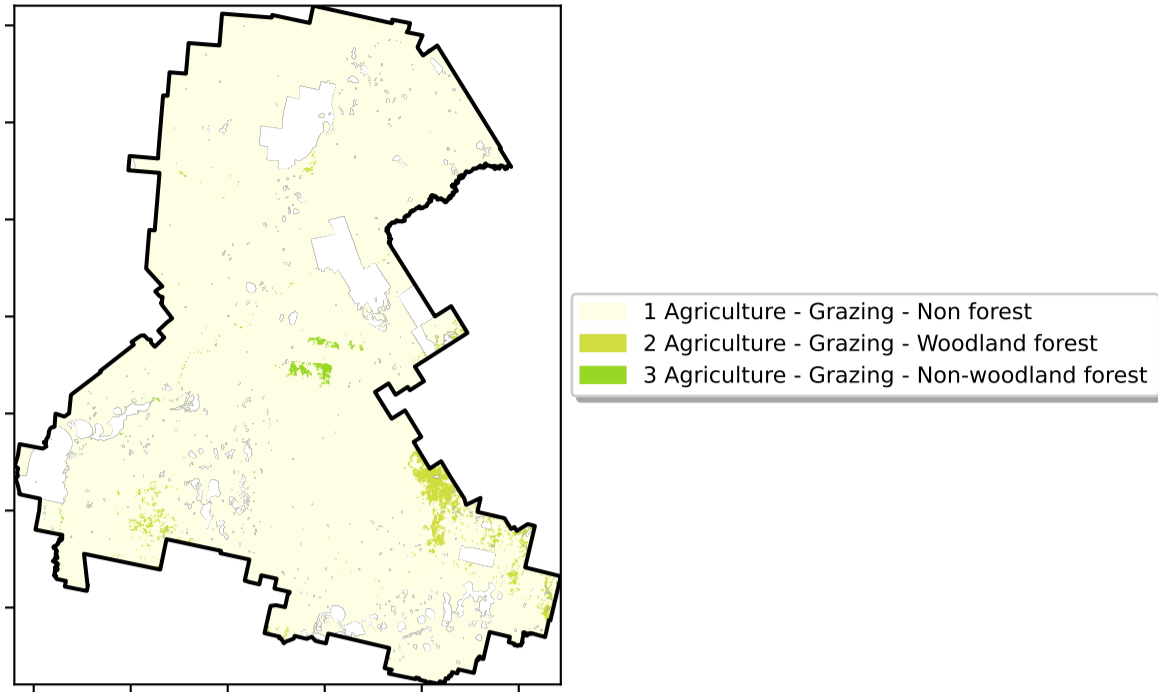 1 Agriculture - Grazing - Non forest
2 Agriculture - Grazing - Woodland forest
3 Agriculture - Grazing - Non-woodland forest